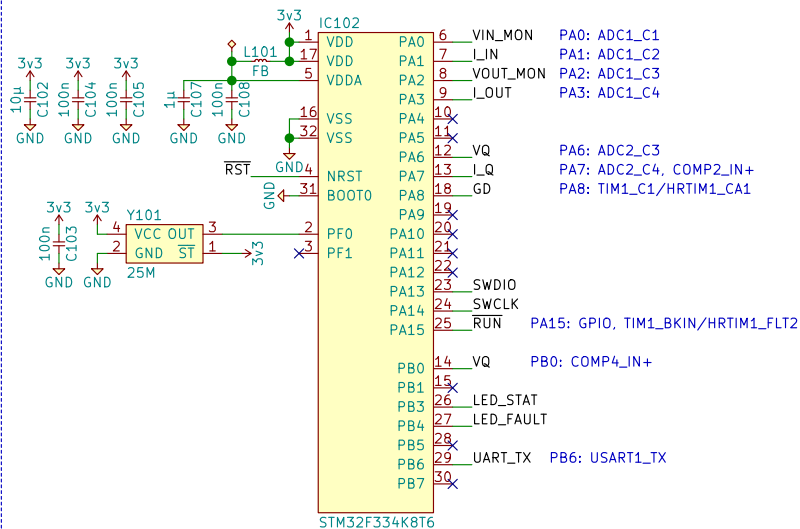 3v3
IC102
1 VDD
17 VDD
5 VDDA
16 VSS
32 VSS
4 NRST
31 BOOT0
2 PF0
3 PF1
L101
FB
3v3
3v3
3v3
10µ
C102
100n
C104
100n
C105
1µ
C107
100n
C108
GND
GND
GND
GND
GND
GND
RST
GND
3v3
3v3
100n
C103
GND
GND
Y101
4 VCC OUT 3
2 GND ST 1
25M
3v3
PA0 6 VIN_MON PA0: ADC1_C1
PA1 7 I_IN PA1: ADC1_C2
PA2 8 VOUT_MON PA2: ADC1_C3
PA3 9 I_OUT PA3: ADC1_C4
PA4 10
PA5 11
PA6 12 VQ PA6: ADC2_C3
PA7 13 I_Q PA7: ADC2_C4, COMP2_IN+
PA8 18 GD PA8: TIM1_C1/HRTIM1_CA1
PA9 19
PA10 20
PA11 21
PA12 22
PA13 23 SWDIO
PA14 24 SWCLK
PA15 25 RUN PA15: GPIO, TIM1_BKIN/HRTIM1_FLT2
PB0 14 VQ PB0: COMP4_IN+
PB1 15
PB3 26 LED_STAT
PB4 27 LED_FAULT
PB5 28
PB6 29 UART_TX PB6: USART1_TX
PB7 30
STM32F334K8T6